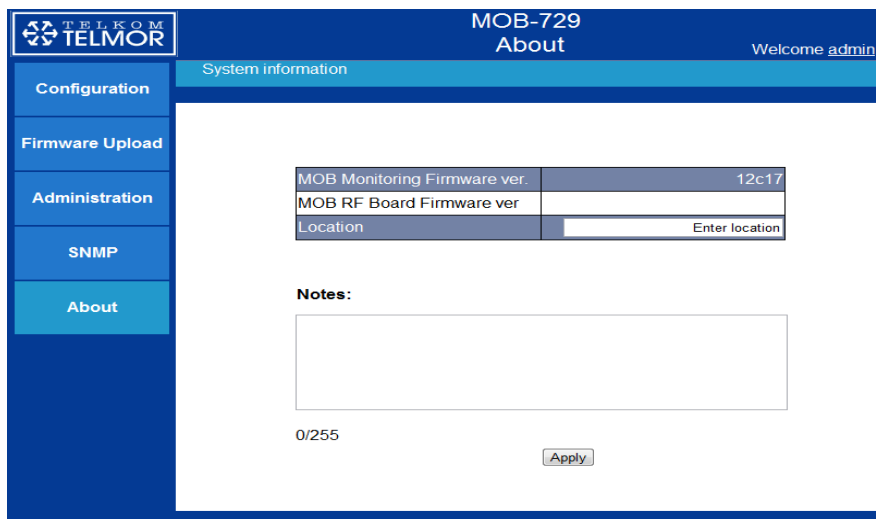 TELKOM
TELMOR
MOB-729
About
Welcome admin
Configuration
Firmware Upload
Administration
SNMP
About
System information
MOB Monitoring Firmware ver. 12c17
MOB RF Board Firmware ver
Location Enter location
Notes:
0/255
Apply